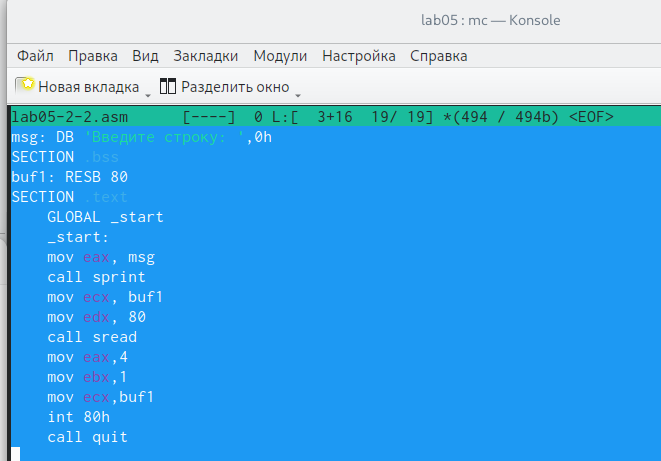 lab05 : mc — Konsole
Файл Правка Вид Закладки Модули Настройка Справка
Новая вкладка Разделить окно
lab05-2-2.asm [----] 0 L:[ 3+16 19/ 19] *(494 / 494b) <EOF>
msg: DB 'Введите строку: ',0h
SECTION .bss
buf1: RESB 80
SECTION .text
GLOBAL _start
_start:
mov eax, msg
call sprint
mov ecx, buf1
mov edx, 80
call sread
mov eax,4
mov ebx,1
mov ecx,buf1
int 80h
call quit